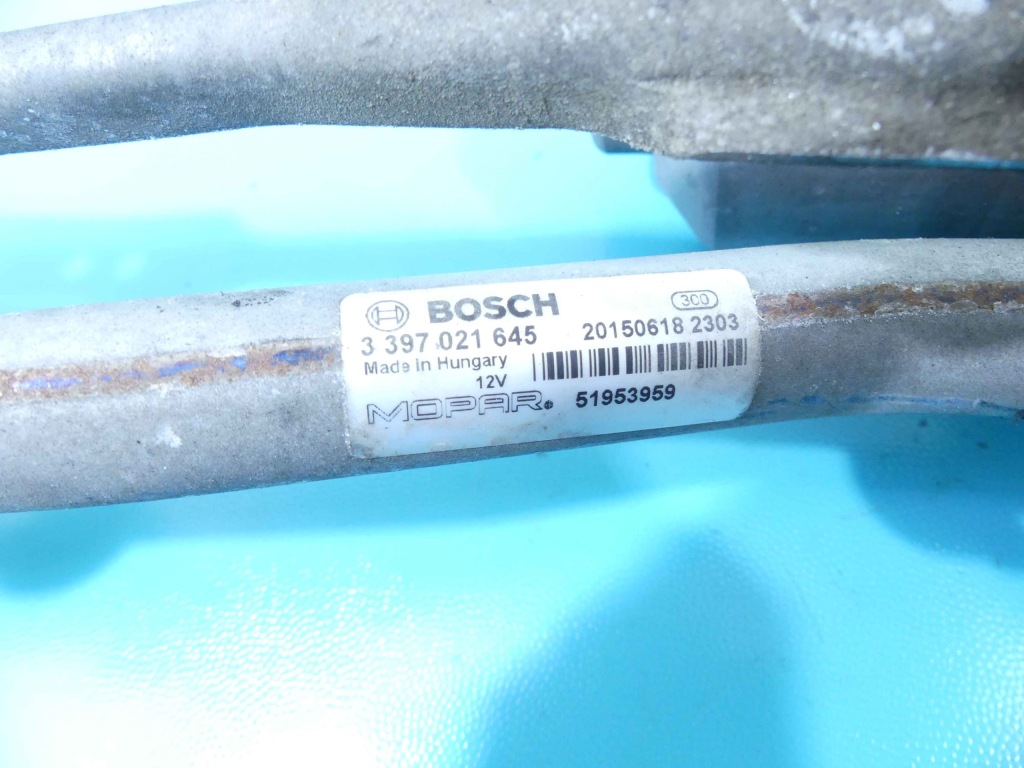 BOSCH 300
3 397 021 645 20150618 2303
Made in Hungary
12V
MOPAR. 51953959